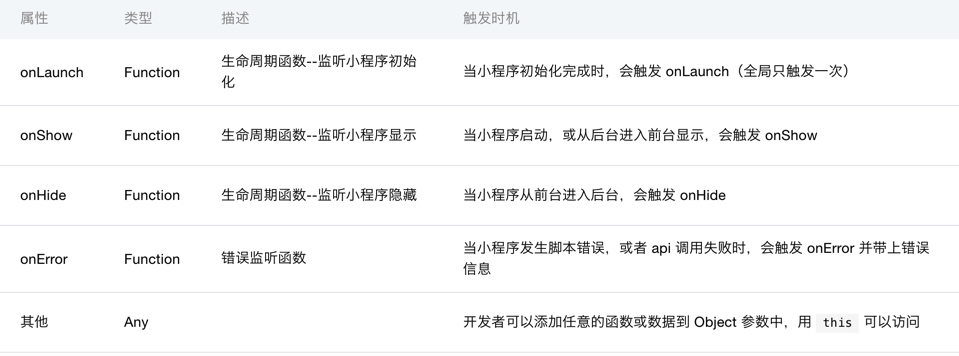 属性 类型 描述 触发时机
onLaunch Function 生命周期函数--监听小程序初始化 当小程序初始化完成时，会触发 onLaunch（全局只触发一次）
onShow Function 生命周期函数--监听小程序显示 当小程序启动，或从后台进入前台显示，会触发 onShow
onHide Function 生命周期函数--监听小程序隐藏 当小程序从前台进入后台，会触发 onHide
onError Function 错误监听函数 当小程序发生脚本错误，或者 api 调用失败时，会触发 onError 并带上错误信息
其他 Any 开发者可以添加任意的函数或数据到 Object 参数中，用 this 可以访问